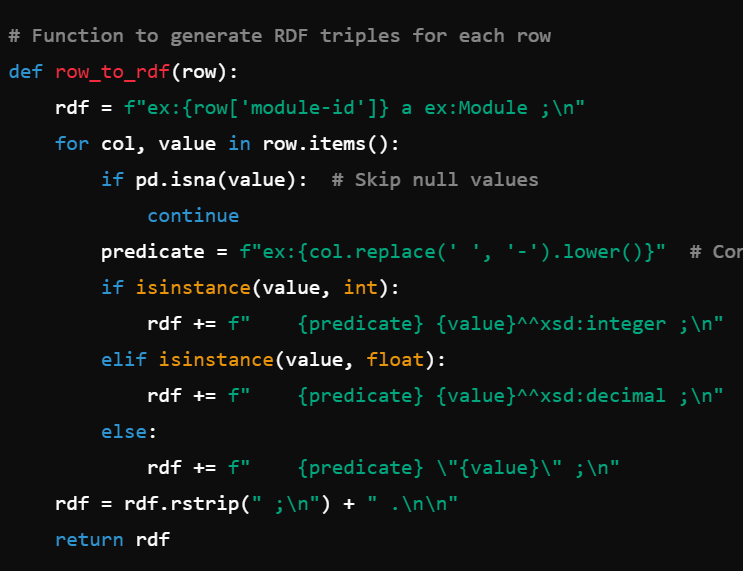 # Function to generate RDF triples for each row
def row_to_rdf(row):
    rdf = f"ex:{row['module-id']} a ex:Module ;\n"
    for col, value in row.items():
        if pd.isna(value):  # Skip null values
            continue
        predicate = f"ex:{col.replace(' ', '-').lower()}"  # Cor
        if isinstance(value, int):
            rdf += f"    {predicate} {value}^^xsd:integer ;\n"
        elif isinstance(value, float):
            rdf += f"    {predicate} {value}^^xsd:decimal ;\n"
        else:
            rdf += f"    {predicate} \"{value}\" ;\n"
    rdf = rdf.rstrip(" ;\n") + " .\n\n"
    return rdf